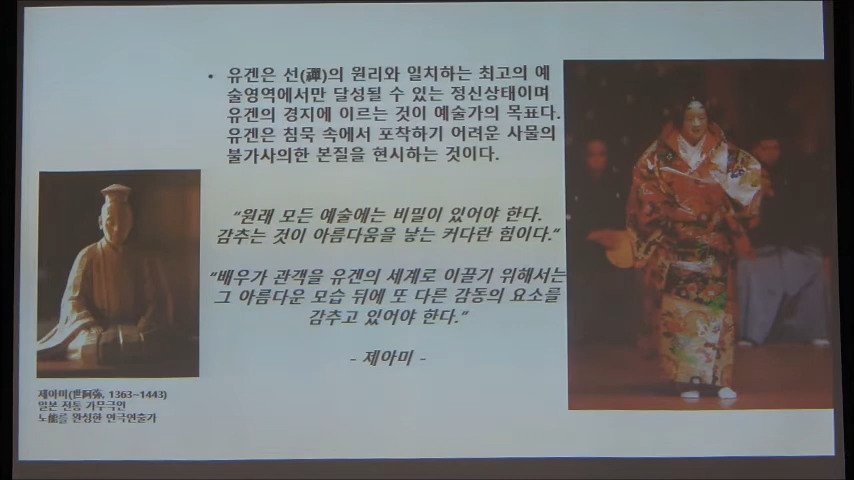 • 유겐은 선(禪)의 원리와 일치하는 최고의 예
술영역에서만 달성될 수 있는 정신상태이며
유겐의 경지에 이르는 것이 예술가의 목표다.
유겐은 침묵 속에서 포착하기 어려운 사물의
불가사의한 본질을 현시하는 것이다.
“원래 모든 예술에는 비밀이 있어야 한다.
감추는 것이 아름다움을 낳는 커다란 힘이다.“
“배우가 관객을 유겐의 세계로 이끌기 위해서는
그 아름다운 모습 뒤에 또 다른 감동의 요소를
감추고 있어야 한다.”
- 제아미 -
제아미(世阿弥, 1363~1443)
일본 전통 가무극인
노能를 완성한 연극연출가